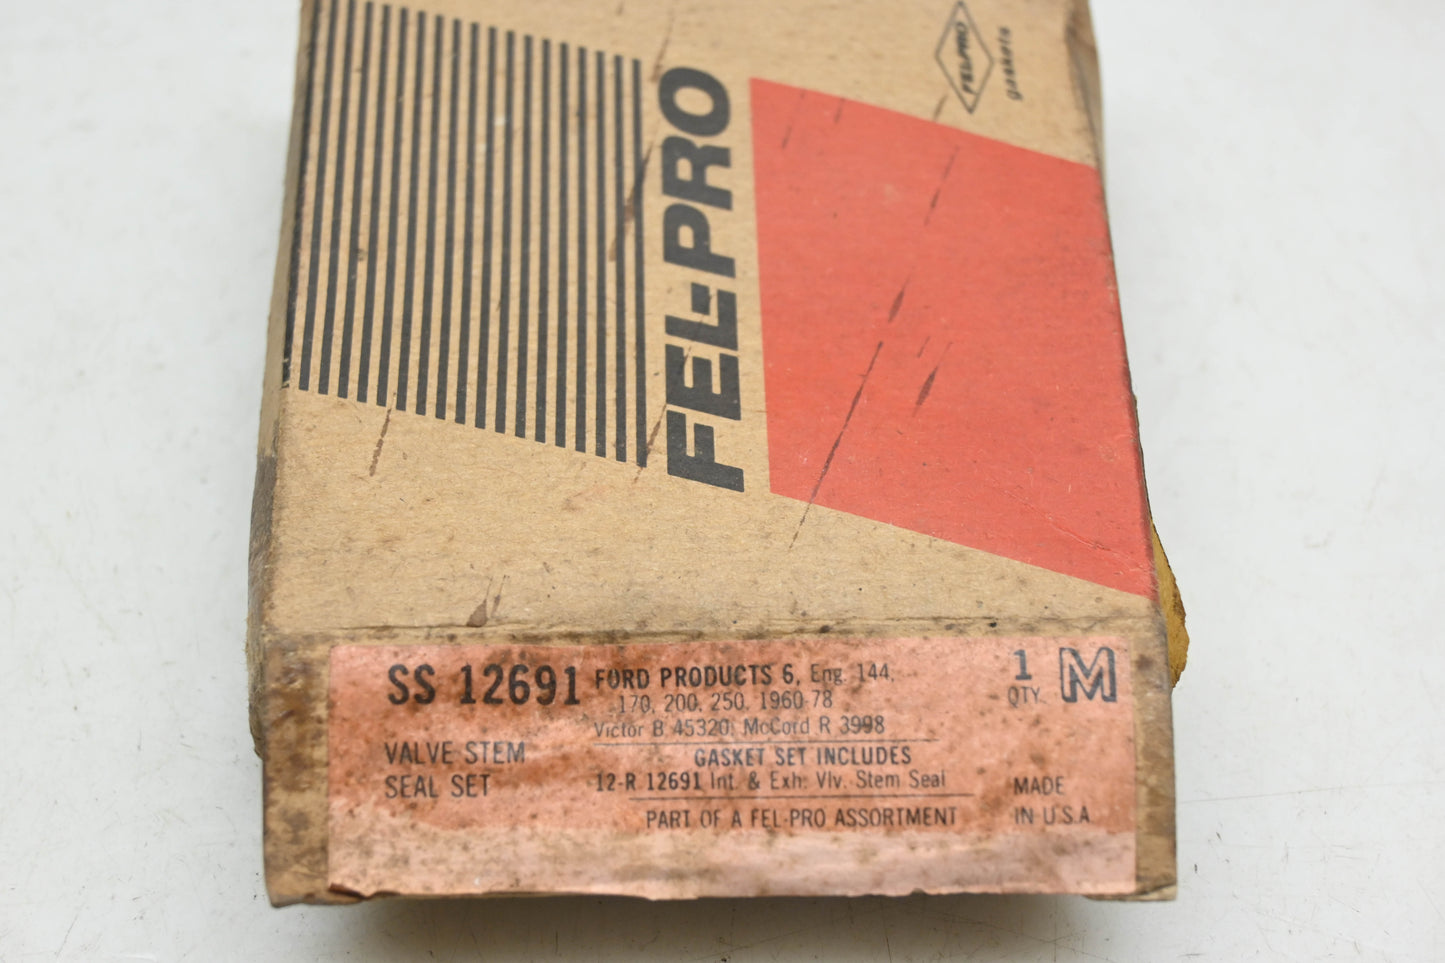 FEL-PRO
gaskets
FEL-PRO
SS 12691
FORD PRODUCTS 6, Eng. 144,
170, 200, 250, 1960-78
Victor B 45320, McCord R 3998
1
QTY.
M
VALVE STEM
SEAL SET
GASKET SET INCLUDES
12-R 12691 Int. & Exh. Vlv. Stem Seal
PART OF A FEL-PRO ASSORTMENT
MADE
IN U.S.A.